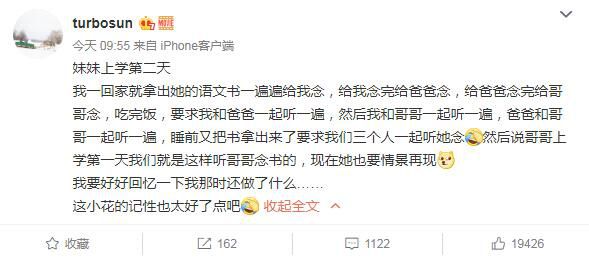 turbosun
今天 09:55 来自 iPhone客户端
妹妹上学第二天
我一回家就拿出她的语文书一遍遍给我念，给我念完给爸爸念，给爸爸念完给哥
哥念，吃完饭，要求我和爸爸一起听一遍，然后我和哥哥一起听一遍，爸爸和哥
哥一起听一遍，睡前又把书拿出来了要求我们三个人一起听她念 然后说哥哥上
学第一天我们就是这样听哥哥念书的，现在她也要情景再现
我要好好回忆一下我那时还做了什么……
这小花的记性也太好了点吧 收起全文
收藏 162 1122 19426